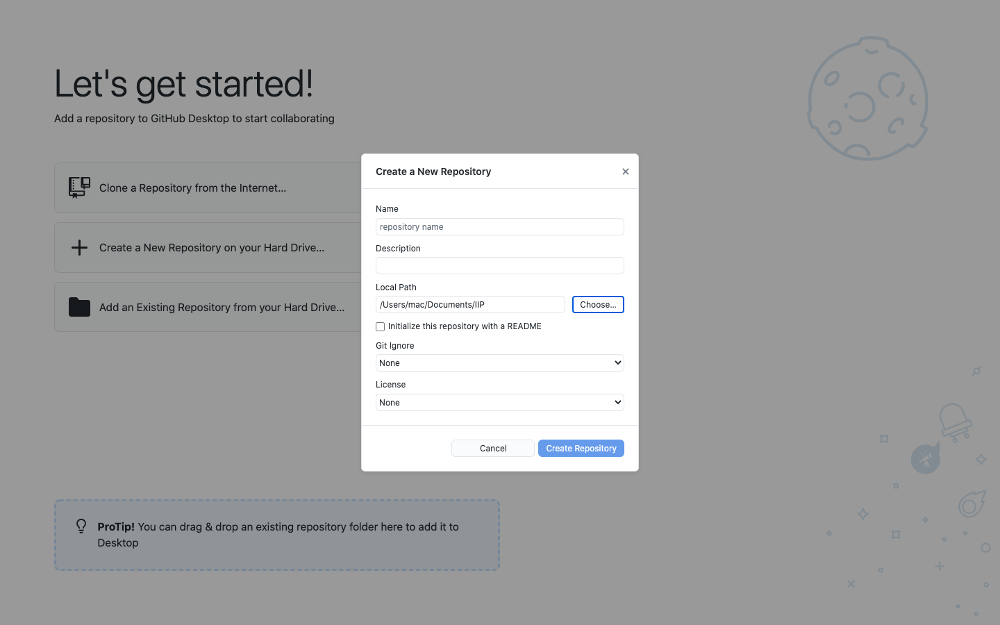 Let's get started!
Add a repository to GitHub Desktop to start collaborating
Clone a Repository from the Internet...
Create a New Repository on your Hard Drive...
Add an Existing Repository from your Hard Drive...
Create a New Repository
Name
repository name
Description
Local Path
/Users/mac/Documents/IIP
Choose...
Initialize this repository with a README
Git Ignore
None
License
None
Cancel
Create Repository
ProTip! You can drag & drop an existing repository folder here to add it to
Desktop